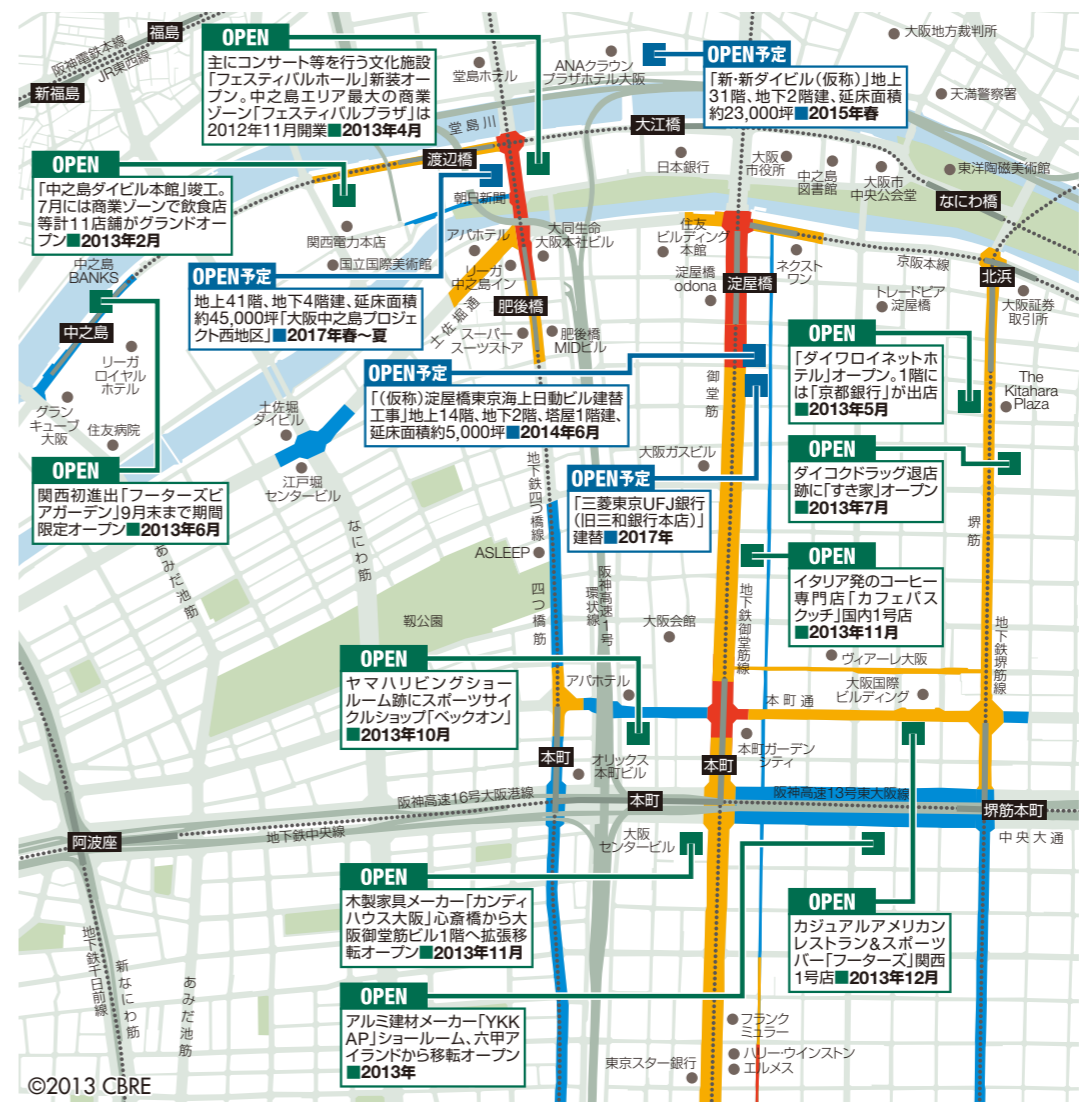 福島
阪神電鉄本線
JR東西線
新福島
OPEN
主にコンサート等を行う文化施設
「フェスティバルホール」新装オー
プン。中之島エリア最大の商業
ゾーン「フェスティバルプラザ」は
2012年11月開業■2013年4月
堂島ホテル
ANAクラウン
プラザホテル大阪
OPEN予定
「新・新ダイビル(仮称)」地上
31階、地下2階建、延床面積
約23,000坪■2015年春
大阪地方裁判所
天満警察署
堂島川
大江橋
渡辺橋
日本銀行
大阪
市役所
中之島
図書館
大阪市
中央公会堂
東洋陶磁美術館
なにわ橋
OPEN
「中之島ダイビル本館」竣工。
7月には商業ゾーンで飲食店
等計11店舗がグランドオー
プン■2013年2月
朝日新聞
関西電力本店
国立国際美術館
アパホテル
大同生命
大阪本社ビル
リーガ
中之島イン
住友
ビルディング
本館
淀屋橋
odona
淀屋橋
ネクスト
ワン
京阪本線
北浜
トレードピア
淀屋橋
大阪証券
取引所
中之島
BANKS
中之島
OPEN予定
地上41階、地下4階建、延床面積
約45,000坪「大阪中之島プロジェ
クト西地区」■2017年春〜夏
土佐堀通
肥後橋
スーパー
スーツストア
肥後橋
MIDビル
リーガ
ロイヤル
ホテル
グラン
キューブ
大阪
住友病院
土佐堀
ダイビル
江戸堀
センタービル
OPEN予定
「(仮称)淀屋橋東京海上日動ビル建替
工事」地上14階、地下2階、塔屋1階建、
延床面積約5,000坪■2014年6月
御堂筋
OPEN
「ダイワロイネットホ
テル」オープン。1階に
は「京都銀行」が出店
■2013年5月
The
Kitahara
Plaza
OPEN
関西初進出「フーターズビ
アガーデン」9月末まで期間
限定オープン■2013年6月
大阪ガスビル
OPEN予定
「三菱東京UFJ銀行
(旧三和銀行本店)」
建替■2017年
OPEN
ダイコクドラッグ退店
跡に「すき家」オープン
■2013年7月
堺筋
地下鉄四つ橋線
なにわ筋
あみだ池筋
ASLEEP
四つ橋筋
阪神高速1号
環状線
靱公園
大阪会館
地下鉄御堂筋線
OPEN
イタリア発のコーヒー
専門店「カフェパス
クッチ」国内1号店
■2013年11月
地下鉄堺筋線
ヴィアーレ大阪
大阪国際
ビルディング
本町通
OPEN
ヤマハリビングショー
ルーム跡にスポーツサイ
クルショップ「ベックオン」
■2013年10月
アパホテル
本町
オリックス
本町ビル
本町
本町ガーデン
シティ
阪神高速16号大阪港線
本町
阪神高速13号東大阪線
堺筋本町
中央大通
阿波座
地下鉄中央線
大阪
センタービル
OPEN
木製家具メーカー「カンディ
ハウス大阪」心斎橋から大
阪御堂筋ビル1階へ拡張移
転オープン■2013年11月
OPEN
カジュアルアメリカン
レストラン&スポーツ
バー「フーターズ」関西
1号店■2013年12月
地下鉄千日前線
新なにわ筋
あみだ池筋
OPEN
アルミ建材メーカー「YKK
AP」ショールーム、六甲ア
イランドから移転オープン
■2013年
フランク
ミュラー
ハリー・ウインストン
エルメス
東京スター銀行
©2013 CBRE